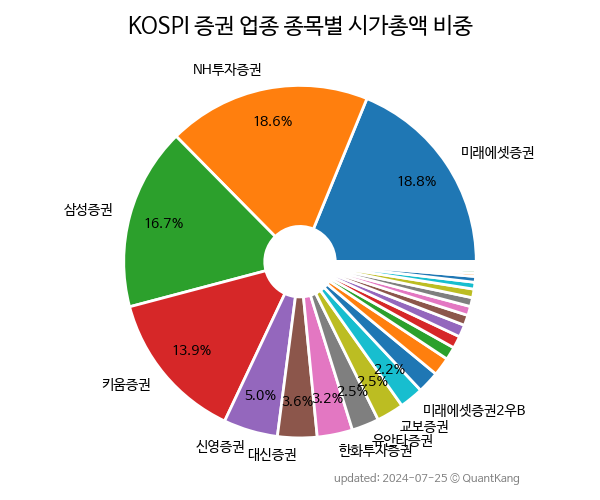 KOSPI 증권 업종 종목별 시가총액 비중
NH투자증권
18.6%
미래에셋증권
18.8%
삼성증권
16.7%
키움증권
13.9%
신영증권
5.0%
대신증권
3.6%
3.2%
한화투자증권
2.5%
유안타증권
2.5%
교보증권
2.2%
미래에셋증권2우B
updated: 2024-07-25 © QuantKang